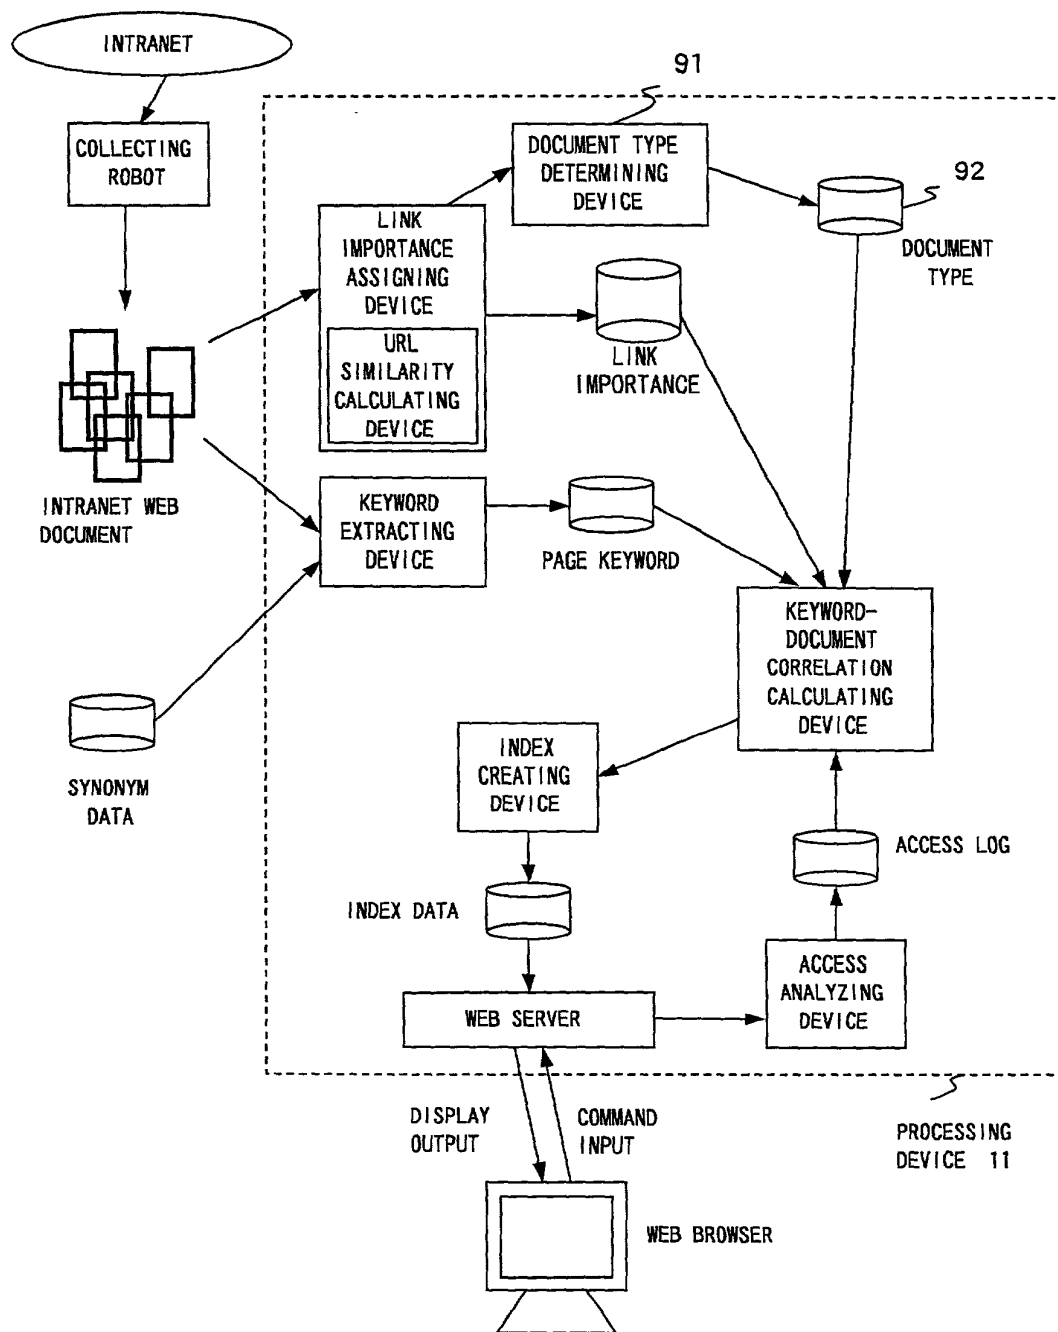 INTRANET
91
COLLECTING
ROBOT
DOCUMENT TYPE
DETERMINING
DEVICE
92
DOCUMENT
TYPE
LINK
IMPORTANCE
ASSIGNING
DEVICE
URL
SIMILARITY
CALCULATING
DEVICE
LINK
IMPORTANCE
INTRANET WEB
DOCUMENT
KEYWORD
EXTRACTING
DEVICE
PAGE KEYWORD
KEYWORD-
DOCUMENT
CORRELATION
CALCULATING
DEVICE
SYNONYM
DATA
INDEX
CREATING
DEVICE
ACCESS LOG
INDEX DATA
ACCESS
ANALYZING
DEVICE
WEB SERVER
DISPLAY
OUTPUT
COMMAND
INPUT
PROCESSING
DEVICE 11
WEB BROWSER